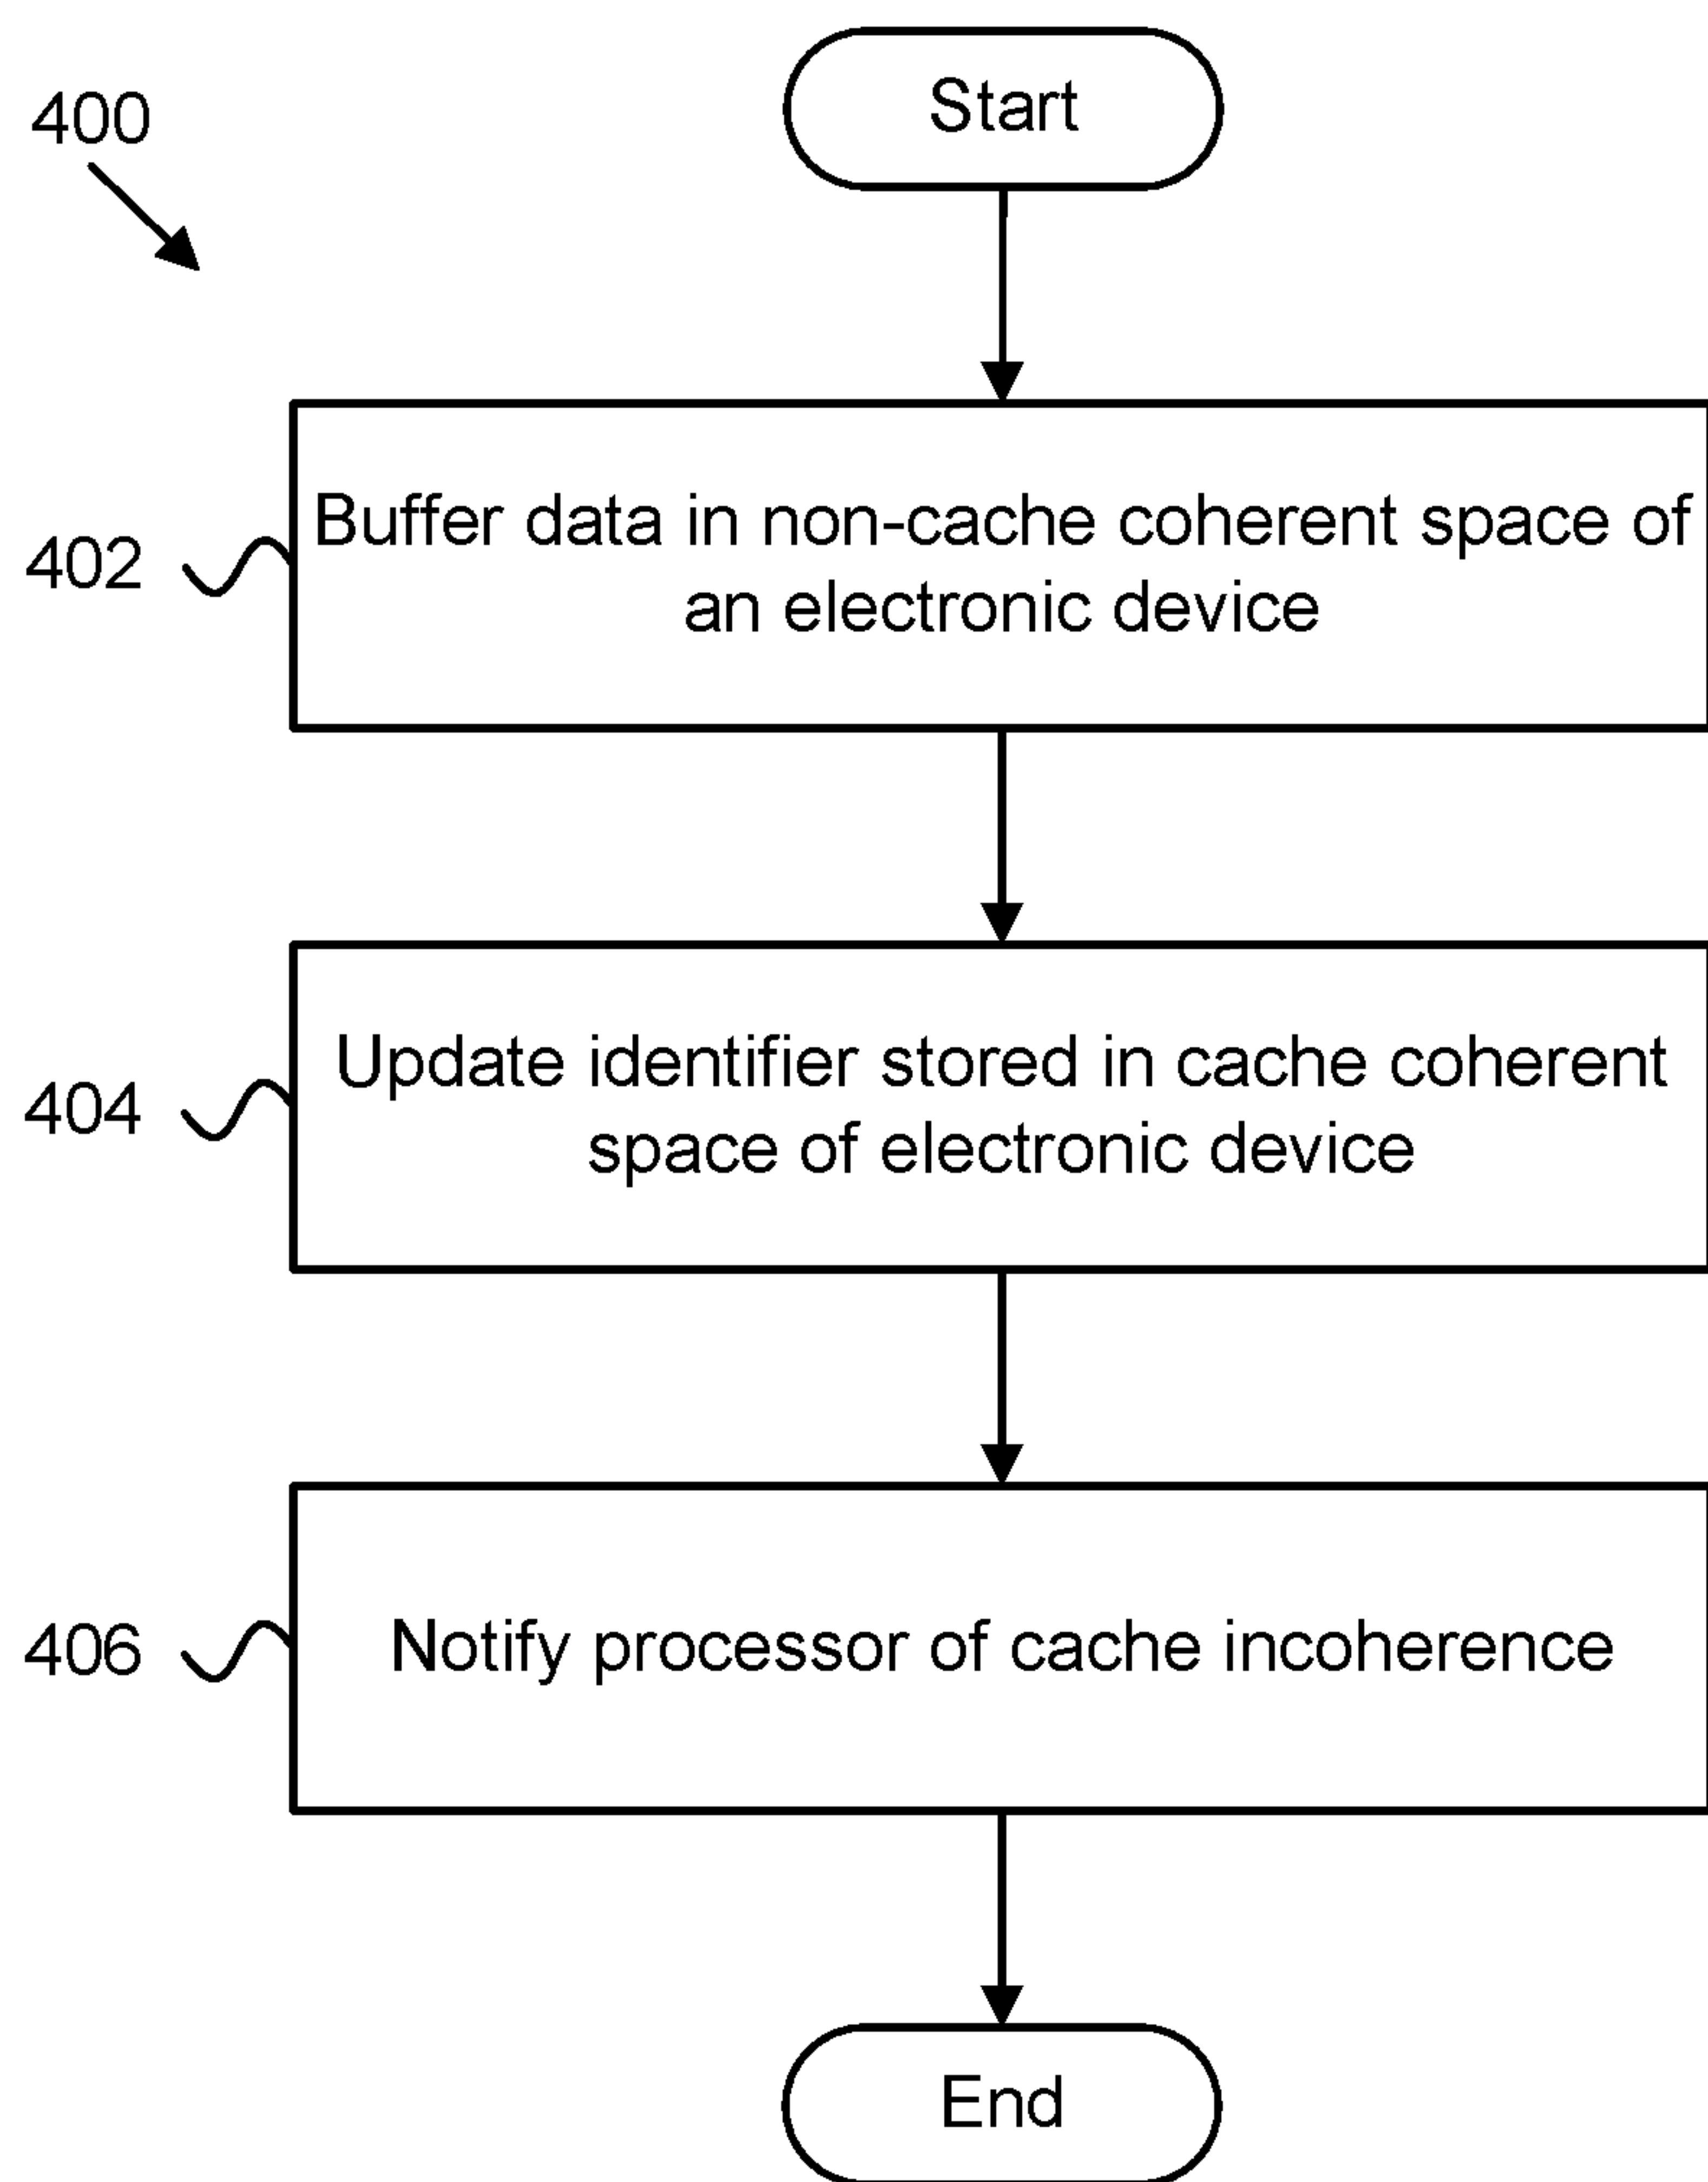 400
Start
402
Buffer data in non-cache coherent space of
an electronic device
404
Update identifier stored in cache coherent
space of electronic device
406
Notify processor of cache incoherence
End